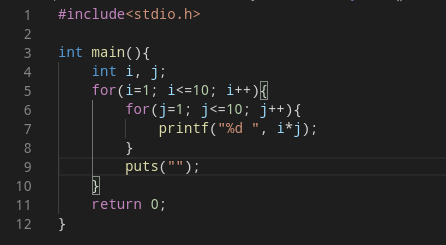 1 #include<stdio.h>
2
3 int main(){
4     int i, j;
5     for(i=1; i<=10; i++){
6         for(j=1; j<=10; j++){
7             printf("%d ", i*j);
8         }
9         puts("");
10     }
11     return 0;
12 }